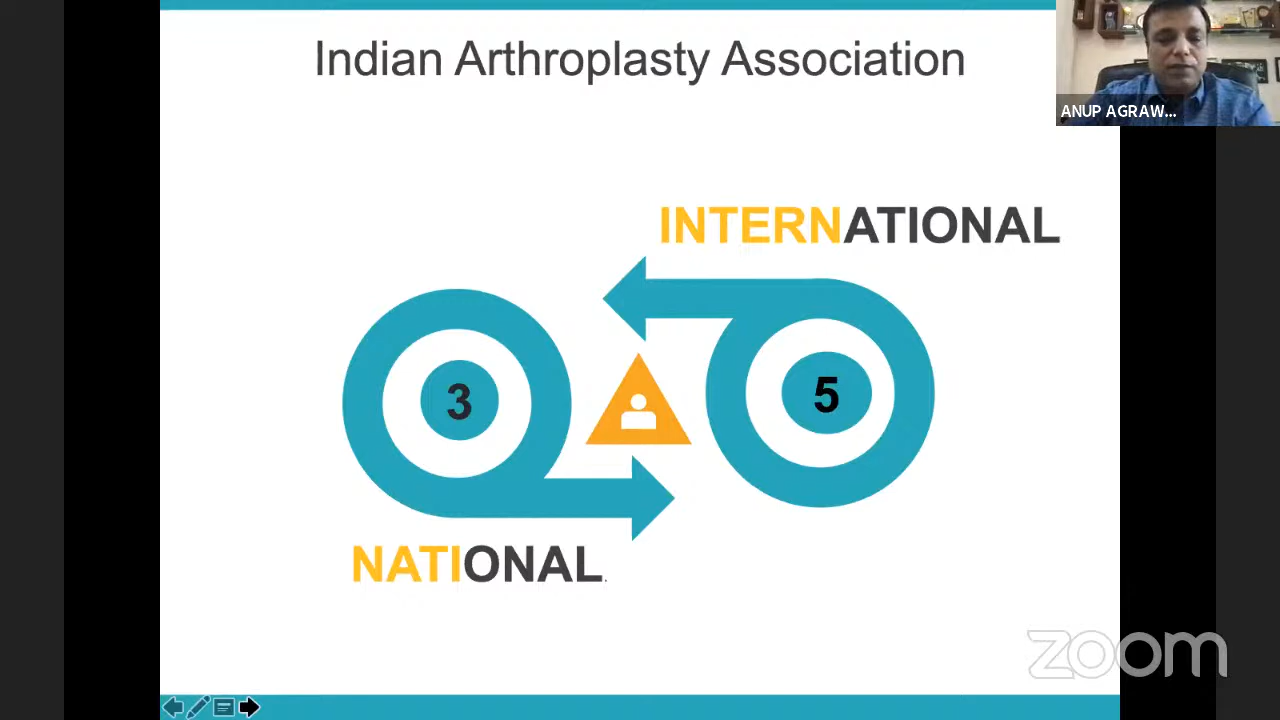 Indian Arthroplasty Association
ANUP AGRAW...
INTERNATIONAL
3
5
NATIONAL.
zoom